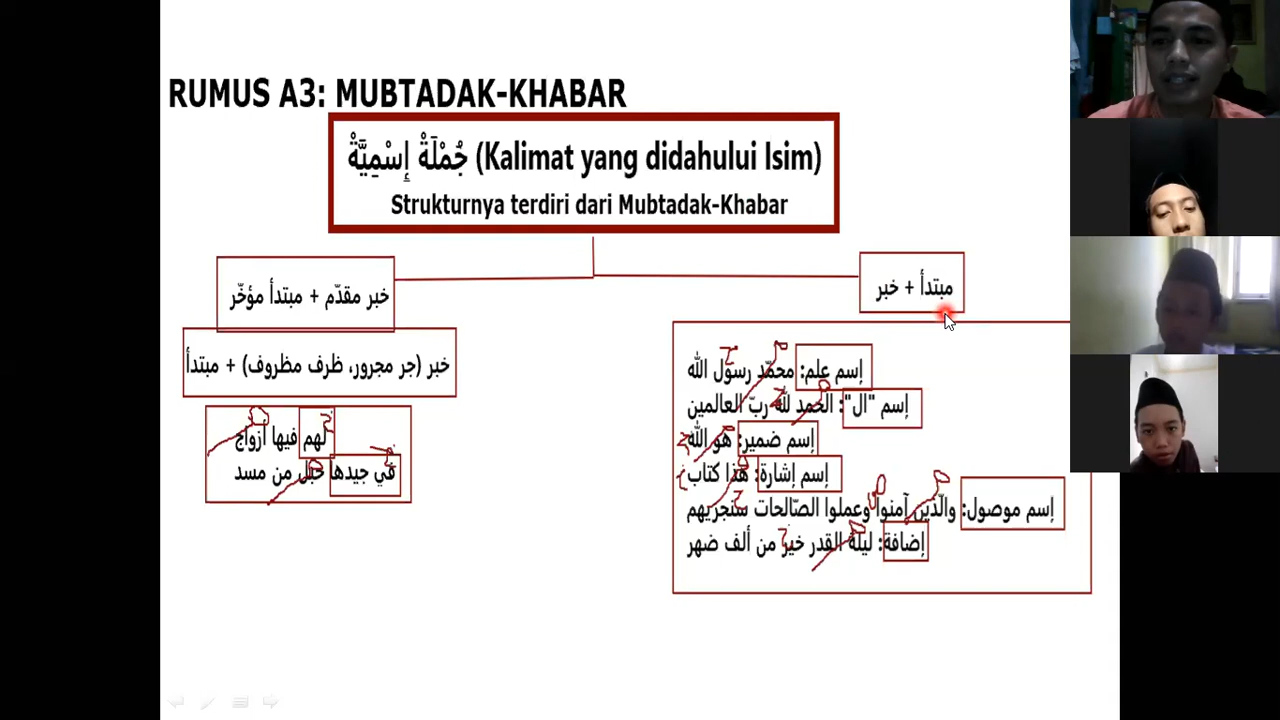 RUMUS A3: MUBTADAK-KHABAR
جُمْلَةْ إِسْمِيَّةْ (Kalimat yang didahului Isim)
Strukturnya terdiri dari Mubtadak-Khabar
مبتدأ + خبر
إسم علم: محمّد رسول الله
إسم "ال": الحمد لله ربّ العالمين
إسم ضمير: هو الله
إسم إشارة: هذا كتاب
إسم موصول: والّذين آمنوا وعملوا الصّالحات سنجريهم
إضافة: ليلة القدر خير من ألف ضهر
خبر مقدّم + مبتدأ مؤخّر
خبر (جر مجرور، ظرف مظروف) + مبتدأ
لهم فيها أزواج
في جيدها حبل من مسد